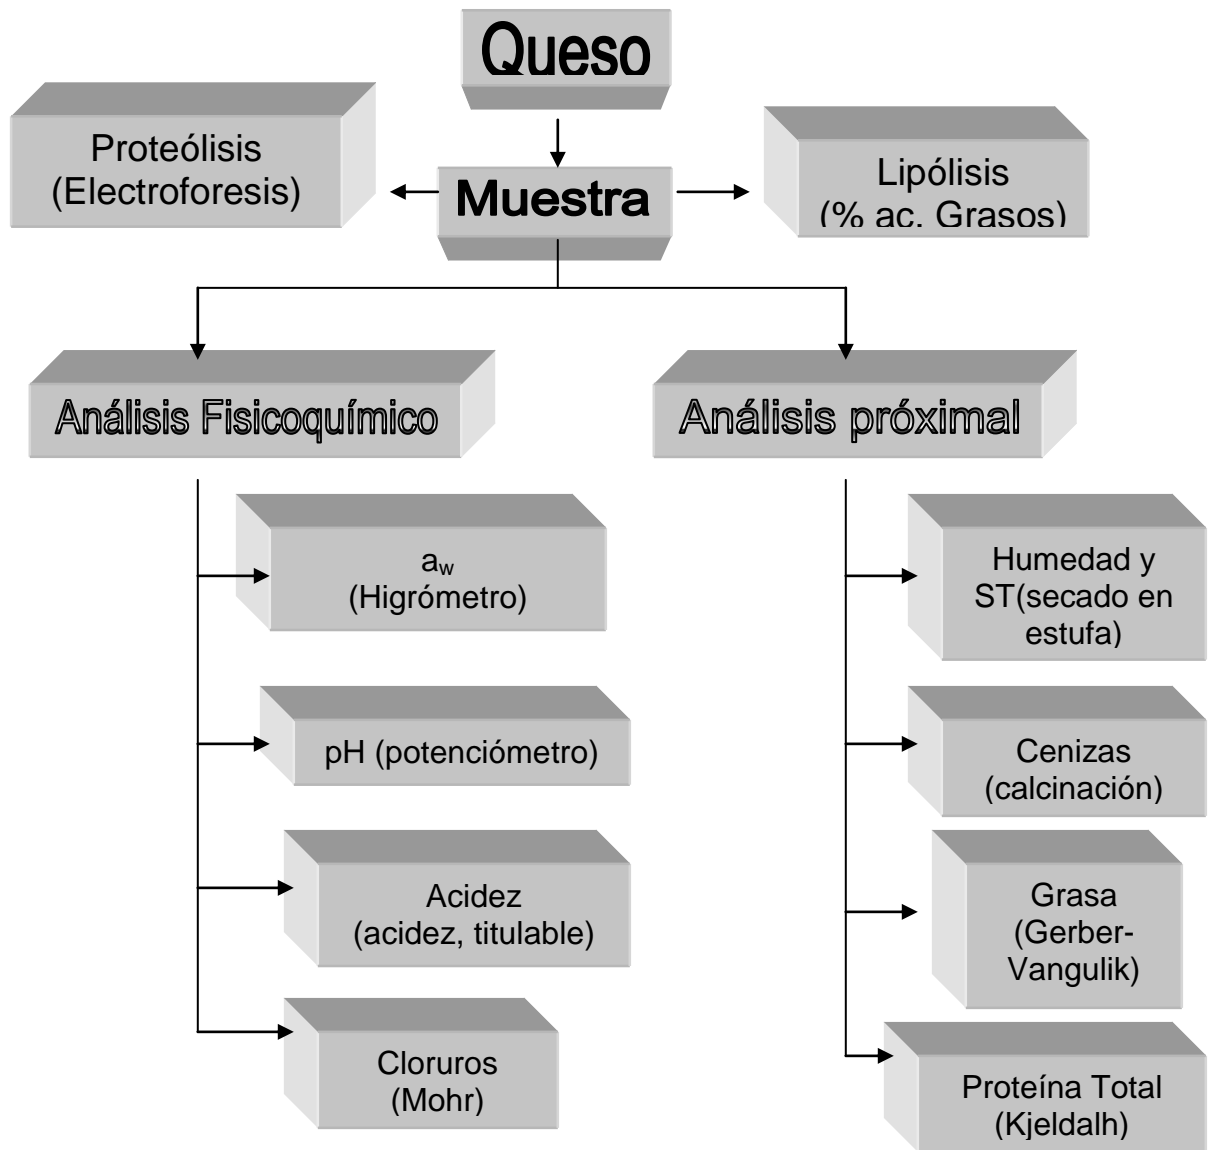 Queso
Proteólisis
(Electroforesis)
Muestra
Lipólisis
(% ac. Grasos)
Análisis Fisicoquímico
Análisis próximal
a_w
(Higrómetro)
pH (potenciómetro)
Acidez
(acidez, titulable)
Cloruros
(Mohr)
Humedad y
ST(secado en
estufa)
Cenizas
(calcinación)
Grasa
(Gerber-
Vangulik)
Proteína Total
(Kjeldalh)